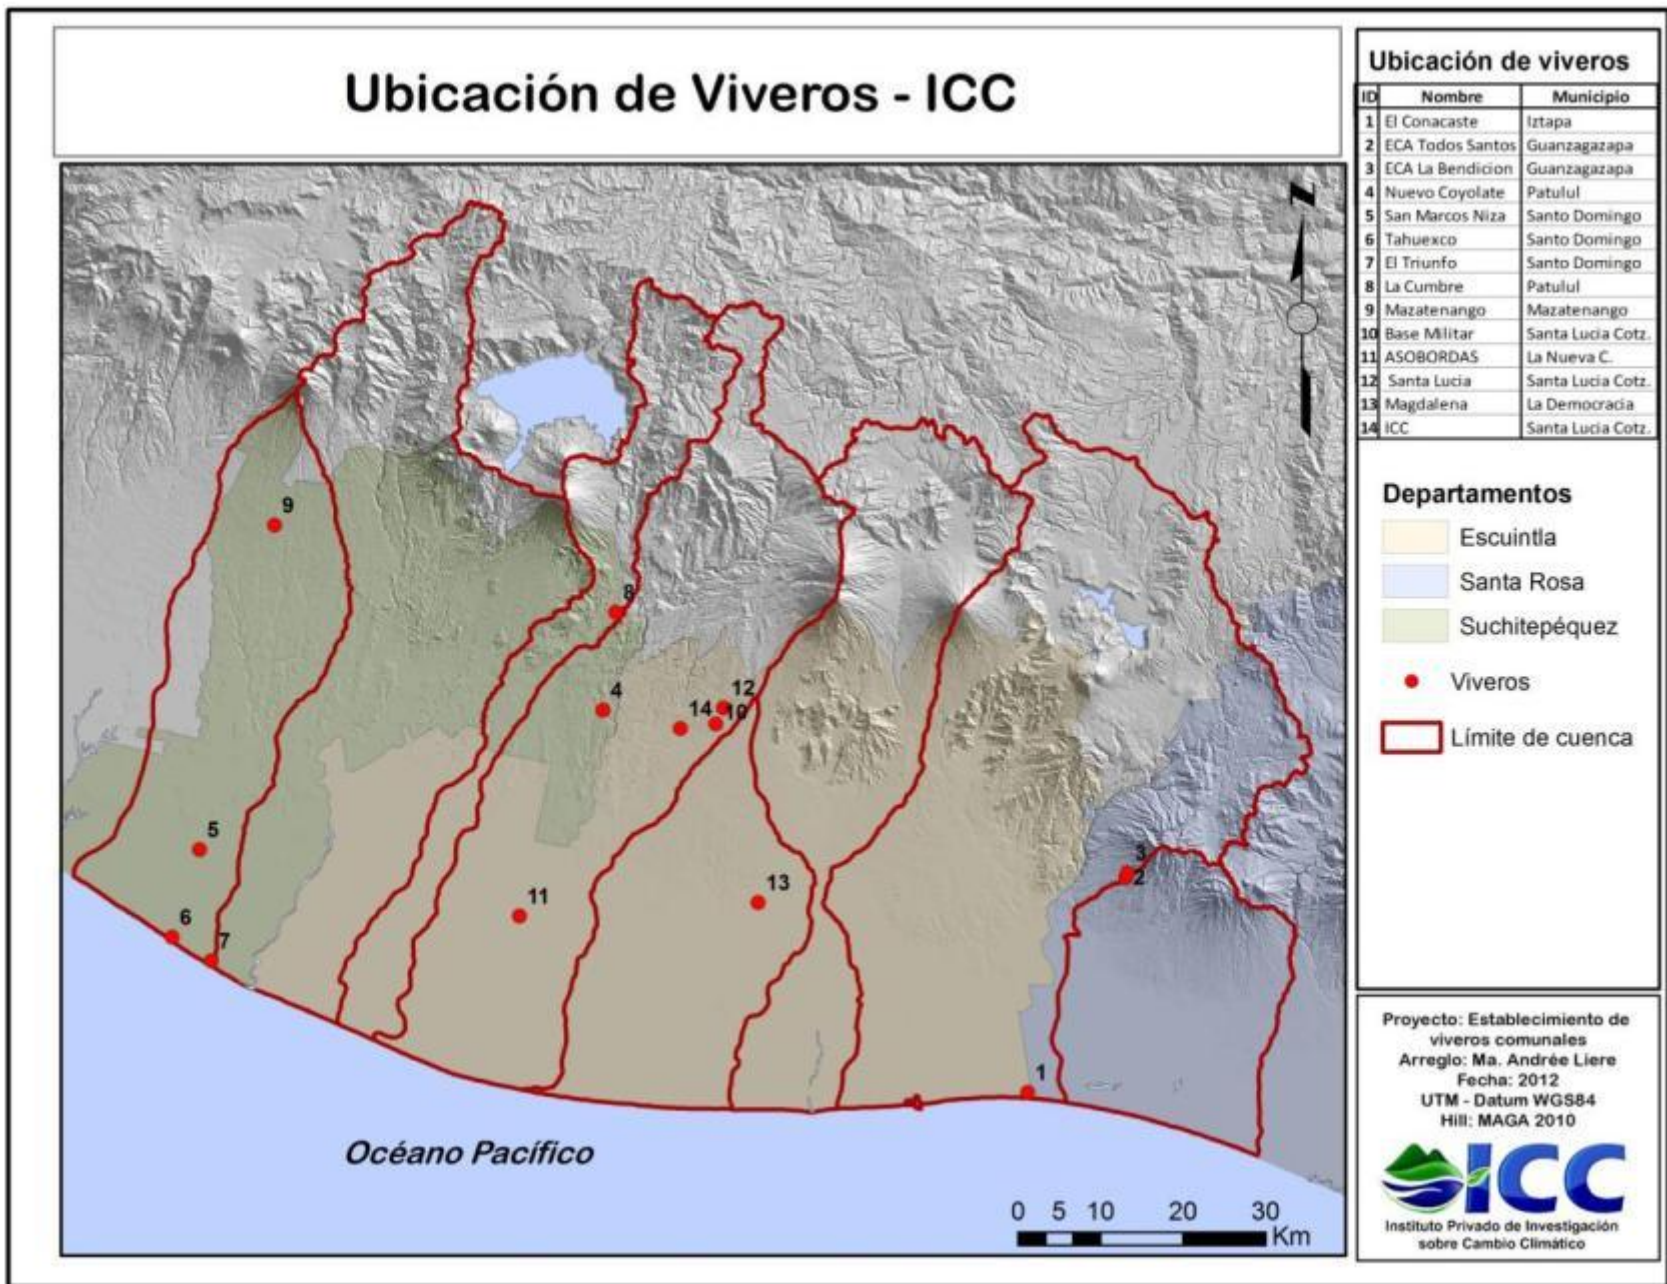 Ubicación de Viveros - ICC
Ubicación de viveros
ID Nombre Municipio
1 El Conacaste Iztapa
2 ECA Todos Santos Guanzagazapa
3 ECA La Bendicion Guanzagazapa
4 Nuevo Coyolate Patulul
5 San Marcos Niza Santo Domingo
6 Tahuexco Santo Domingo
7 El Triunfo Santo Domingo
8 La Cumbre Patulul
9 Mazatenango Mazatenango
10 Base Militar Santa Lucia Cotz.
11 ASOBORDAS La Nueva C.
12 Santa Lucia Santa Lucia Cotz.
13 Magdalena La Democracia
14 ICC Santa Lucia Cotz.
Departamentos
Escuintla
Santa Rosa
Suchitepéquez
Viveros
Límite de cuenca
N
9
8
4
12
14 10
5
3
2
13
11
6
7
1
Océano Pacífico
0 5 10 20 30
Km
Proyecto: Establecimiento de
viveros comunales
Arreglo: Ma. Andrée Liere
Fecha: 2012
UTM - Datum WGS84
Hill: MAGA 2010
ICC
Instituto Privado de Investigación
sobre Cambio Climático